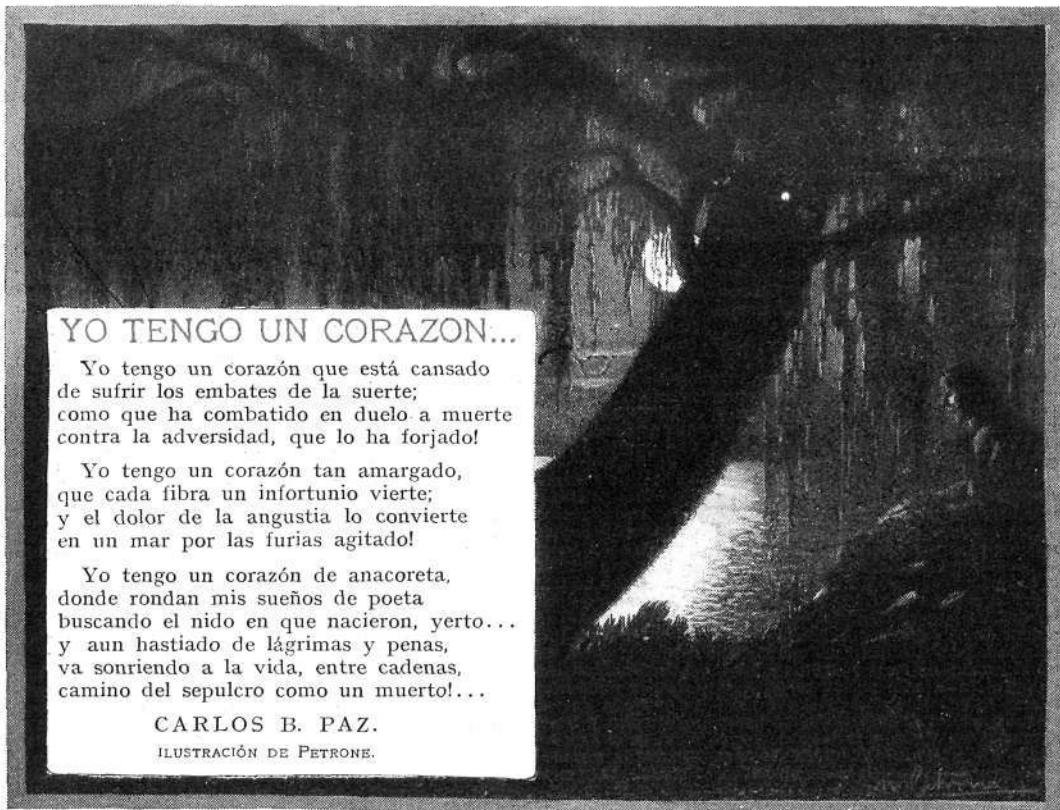 YO TENGO UN CORAZON...
Yo tengo un corazón que está cansado
de sufrir los embates de la suerte;
como que ha combatido en duelo a muerte
contra la adversidad, que lo ha forjado!
Yo tengo un corazón tan amargado,
que cada fibra un infortunio vierte;
y el dolor de la angustia lo convierte
en un mar por las furias agitado!
Yo tengo un corazón de anacoreta,
donde rondan mis sueños de poeta
buscando el nido en que nacieron, yerto...
y aun hastiado de lágrimas y penas,
va sonriendo a la vida, entre cadenas,
camino del sepulcro como un muerto!...
CARLOS B. PAZ.
ILUSTRACIÓN DE PETRONE.